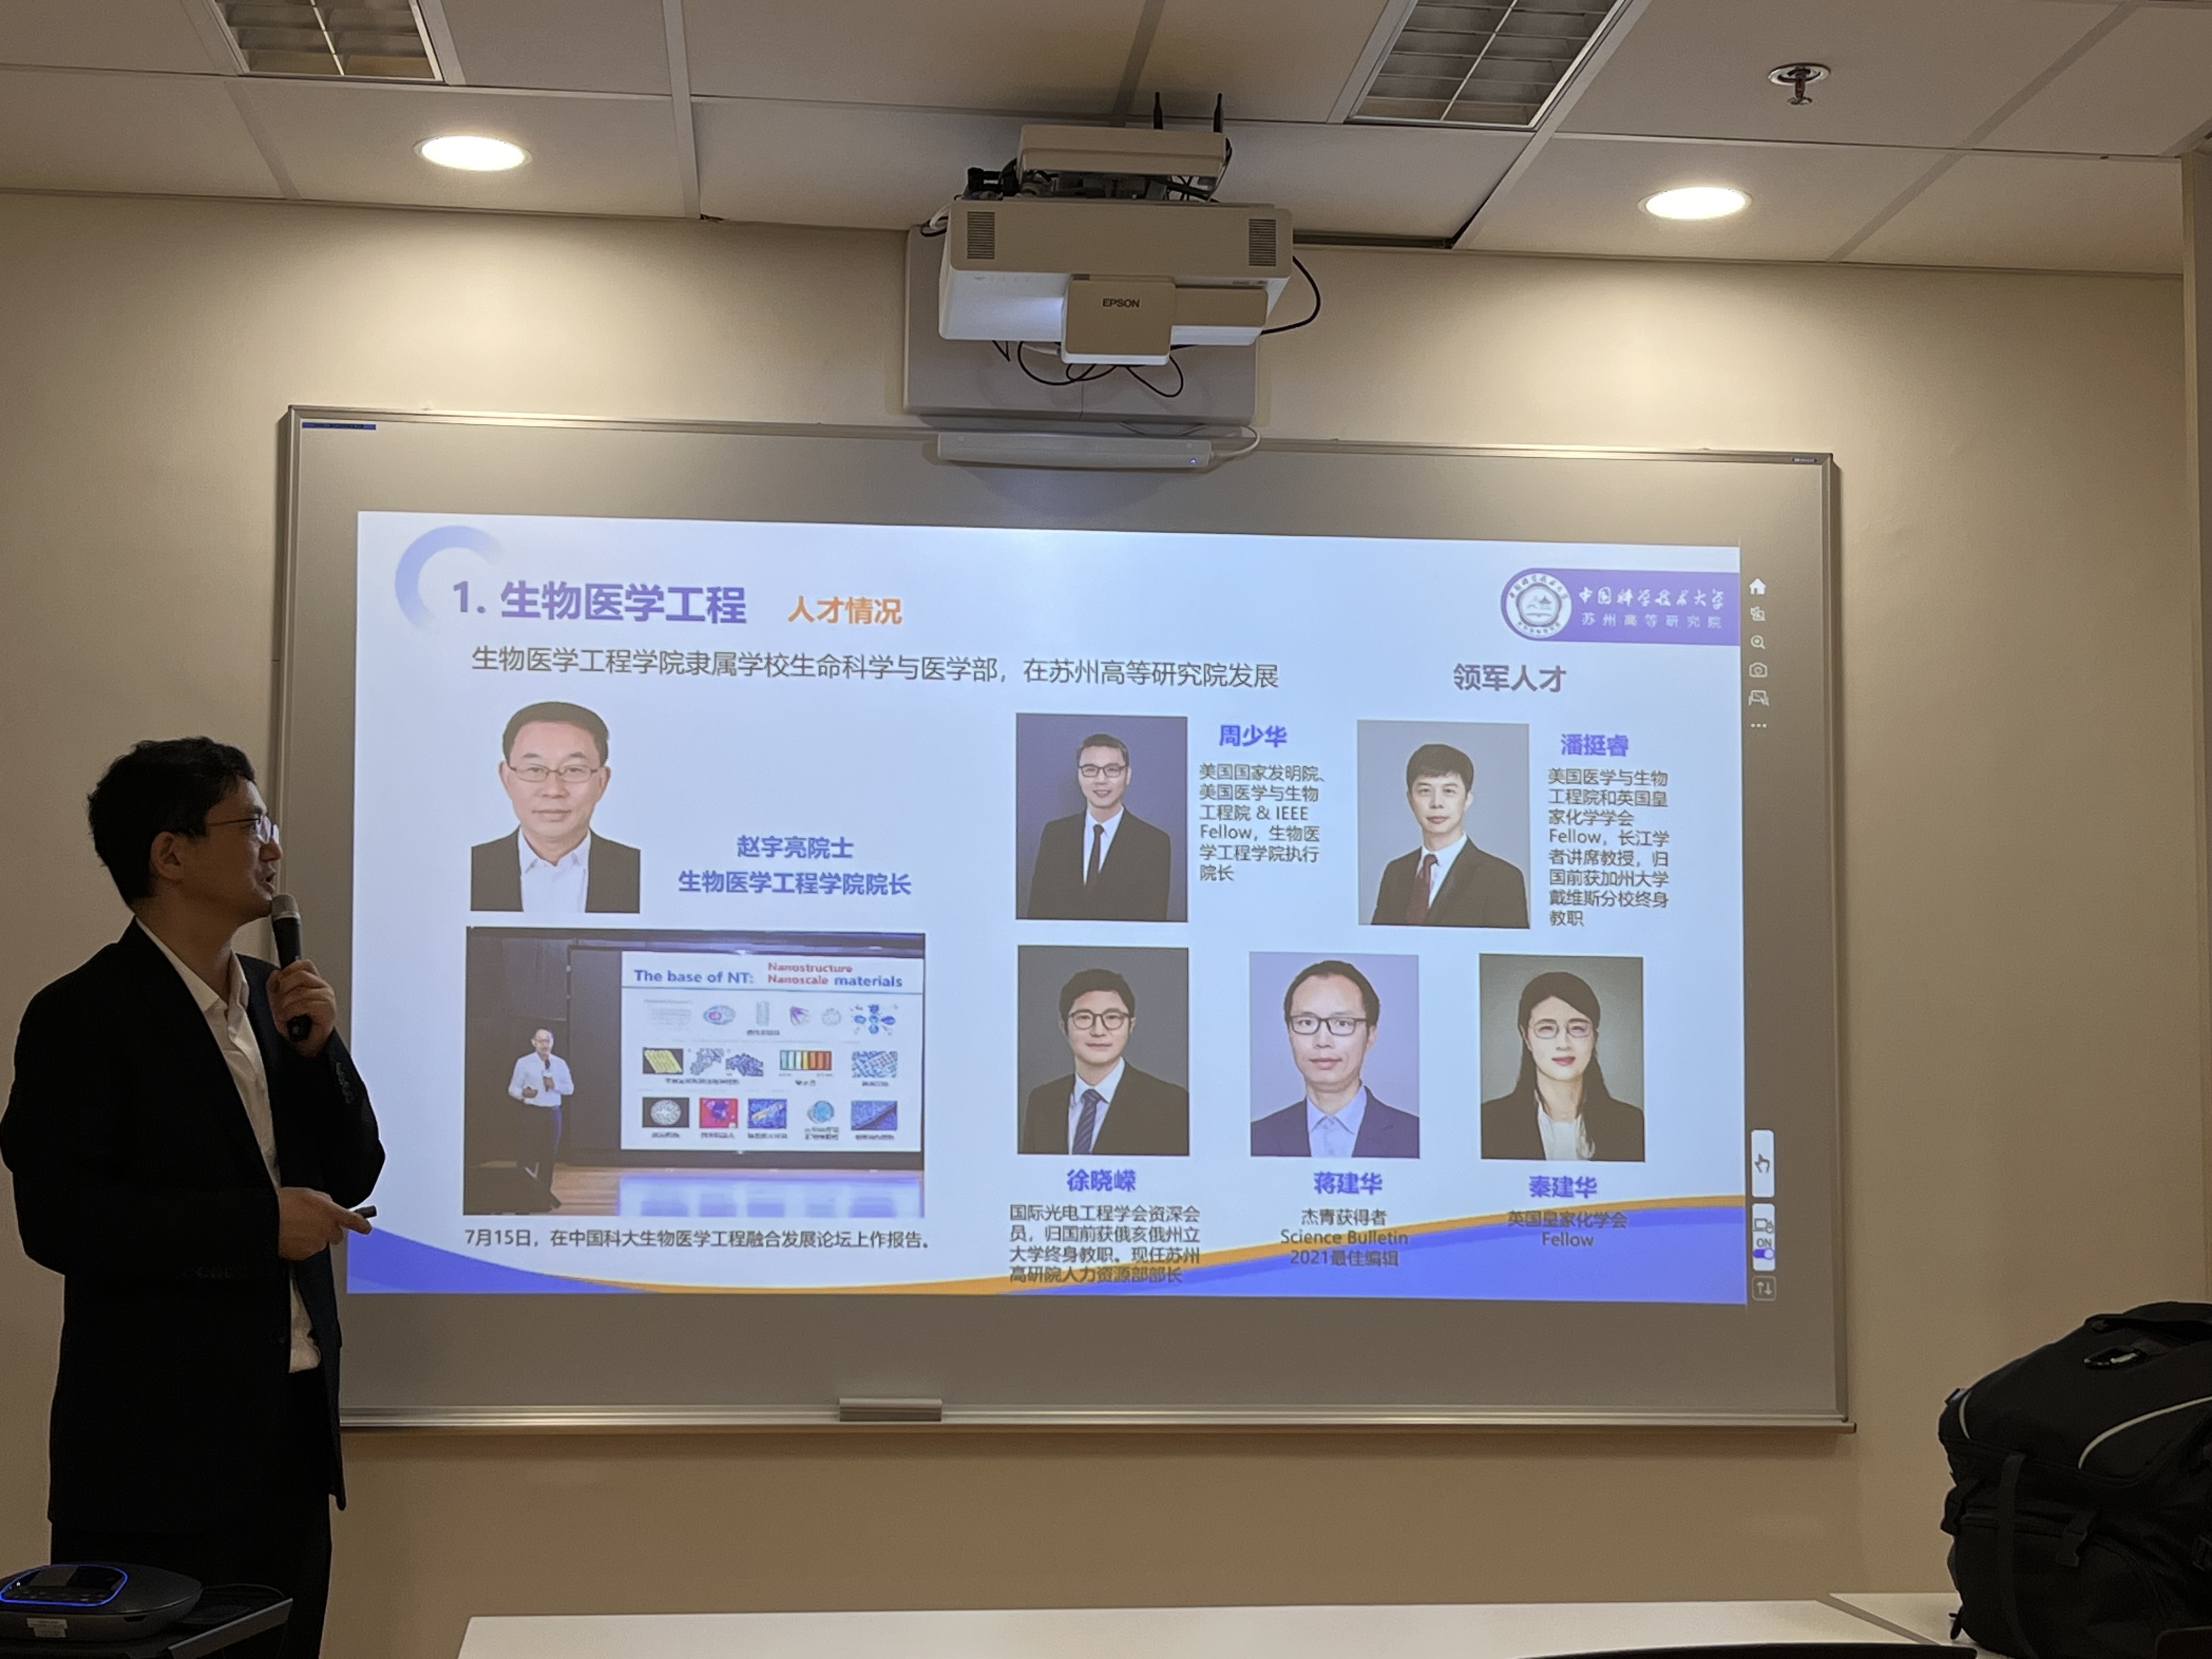 EPSON
1. 生物医学工程 人才情况
中国科学技术大学
苏州高等研究院
生物医学工程学院隶属学校生命科学与医学部，在苏州高等研究院发展
领军人才
赵宇亮院士
生物医学工程学院院长
The base of NT: Nanostructure
Nanoscale materials
7月15日，在中国科大生物医学工程融合发展论坛上作报告。
周少华
美国国家发明院、
美国医学与生物
工程院 & IEEE
Fellow，生物医
学工程学院执行
院长
潘挺睿
美国医学与生物
工程院和英国皇
家化学学会
Fellow，长江学
者讲席教授，归
国前获加州大学
戴维斯分校终身
教职
徐晓嵘
国际光电工程学会资深会
员，归国前获俄亥俄州立
大学终身教职。现任苏州
高研院人力资源部部长
蒋建华
杰青获得者
Science Bulletin
2021最佳编辑
秦建华
英国皇家化学会
Fellow
ON